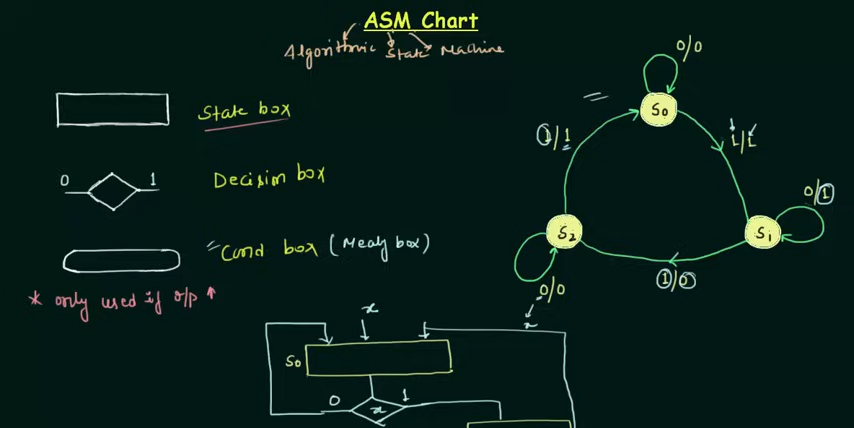 ASM Chart
Algorithmic State Machine
State box
0 1 Decision box
Cond box (Mealy box)
* only used if o/p ↑
0/0
S0
1/1
1/1
0/1
S1
S2
1/0
0/0
x
x
S0
0 x 1